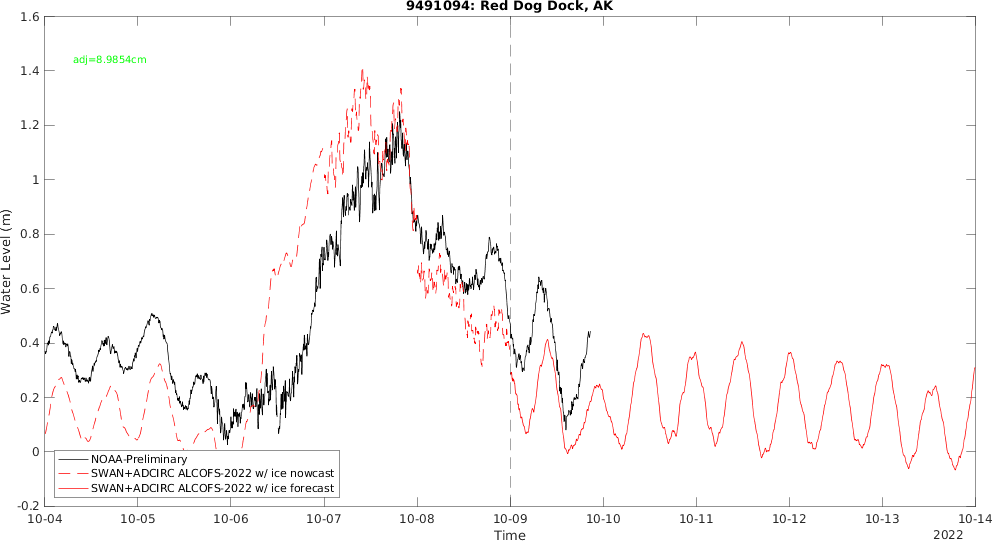 9491094: Red Dog Dock, AK
adj=8.9854cm
Water Level (m)
1.6
1.4
1.2
1
0.8
0.6
0.4
0.2
0
-0.2
NOAA-Preliminary
SWAN+ADCIRC ALCOFS-2022 w/ ice nowcast
SWAN+ADCIRC ALCOFS-2022 w/ ice forecast
10-04 10-05 10-06 10-07 10-08 10-09 10-10 10-11 10-12 10-13 10-14
Time
2022